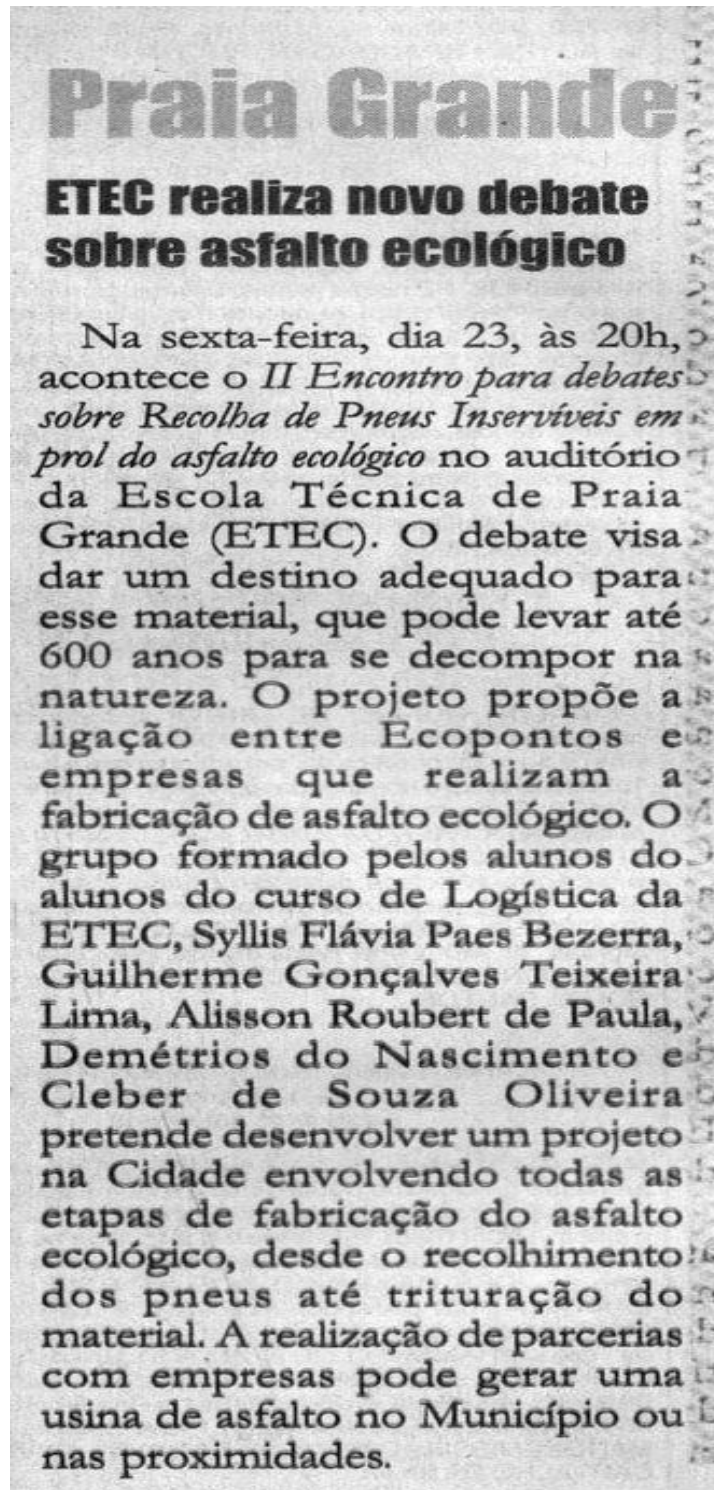 Praia Grande
ETEC realiza novo debate
sobre asfalto ecológico
Na sexta-feira, dia 23, às 20h,
acontece o II Encontro para debates
sobre Recolha de Pneus Inservíveis em
prol do asfalto ecológico no auditório
da Escola Técnica de Praia
Grande (ETEC). O debate visa
dar um destino adequado para
esse material, que pode levar até
600 anos para se decompor na
natureza. O projeto propõe a
ligação entre Ecopontos e
empresas que realizam a
fabricação de asfalto ecológico. O
grupo formado pelos alunos do
alunos do curso de Logística da
ETEC, Syllis Flávia Paes Bezerra,
Guilherme Gonçalves Teixeira
Lima, Alisson Roubert de Paula,
Demétrios do Nascimento e
Cleber de Souza Oliveira
pretende desenvolver um projeto
na Cidade envolvendo todas as
etapas de fabricação do asfalto
ecológico, desde o recolhimento
dos pneus até trituração do
material. A realização de parcerias
com empresas pode gerar uma
usina de asfalto no Município ou
nas proximidades.